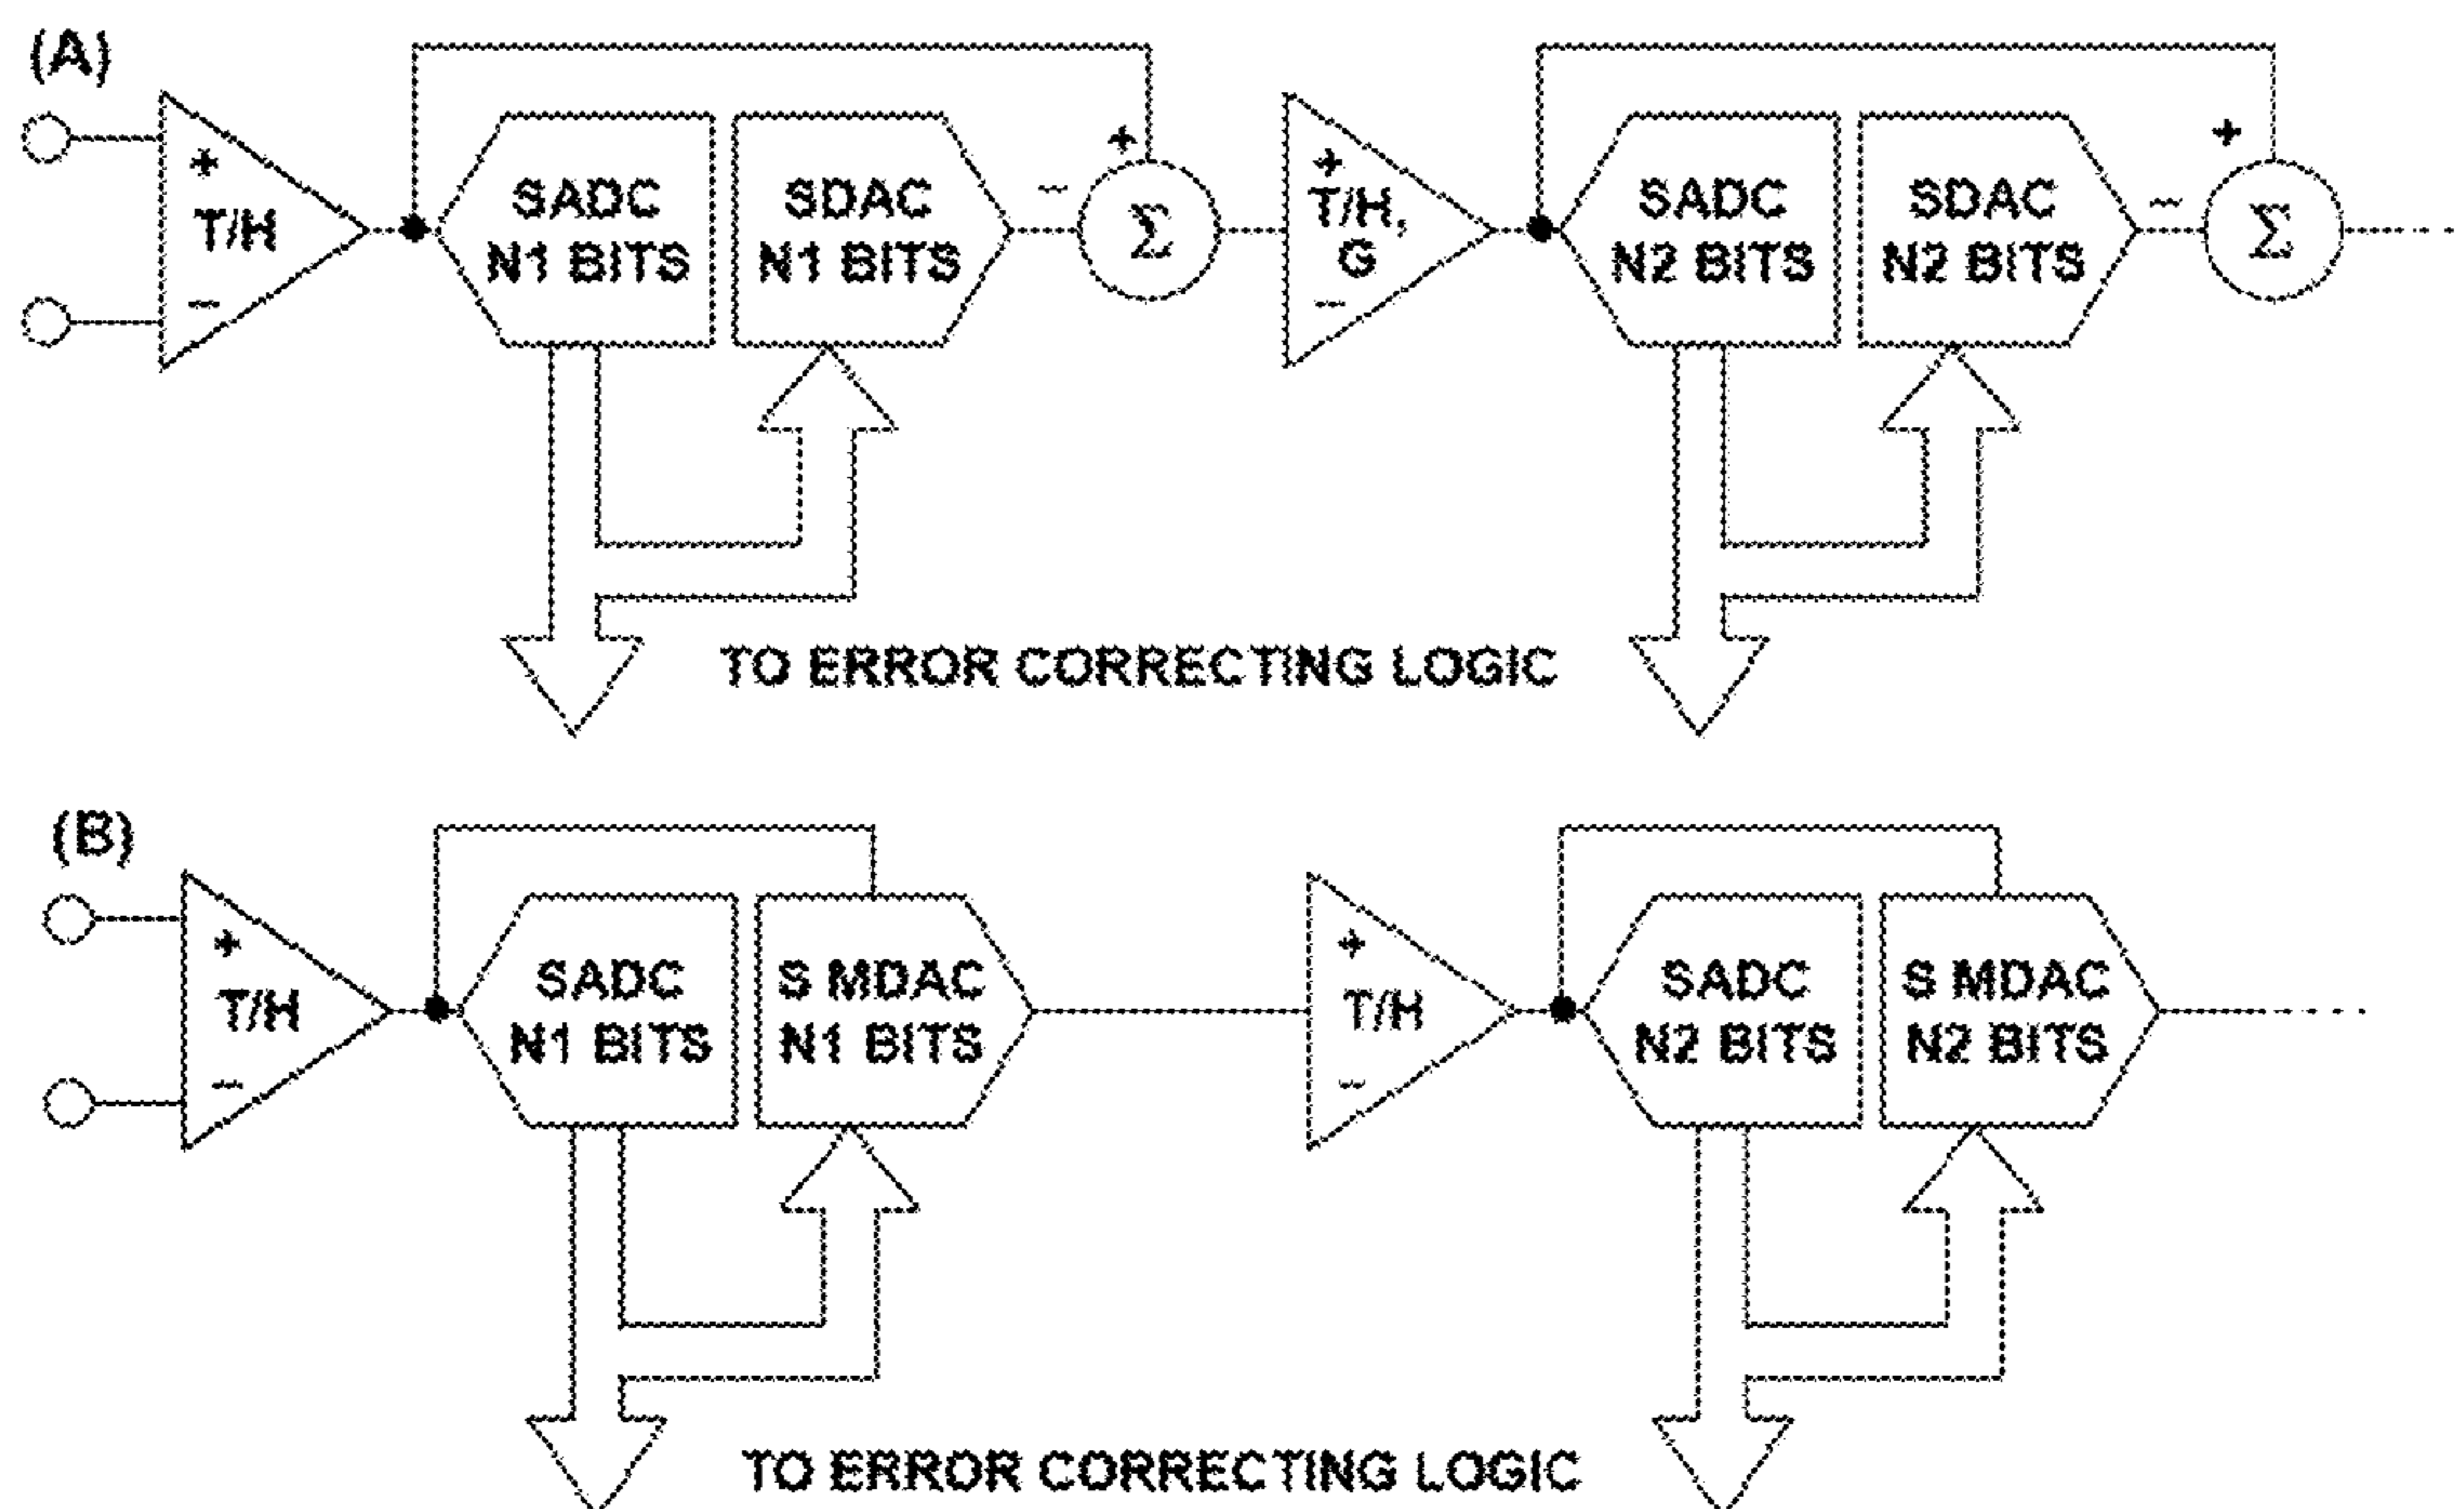 (A)
+
T/H
−
SADC
N1 BITS
SDAC
N1 BITS
+
−
Σ
+
T/H,
G
−
SADC
N2 BITS
SDAC
N2 BITS
+
−
Σ
TO ERROR CORRECTING LOGIC
(B)
+
T/H
−
SADC
N1 BITS
S MDAC
N1 BITS
+
T/H
−
SADC
N2 BITS
S MDAC
N2 BITS
TO ERROR CORRECTING LOGIC